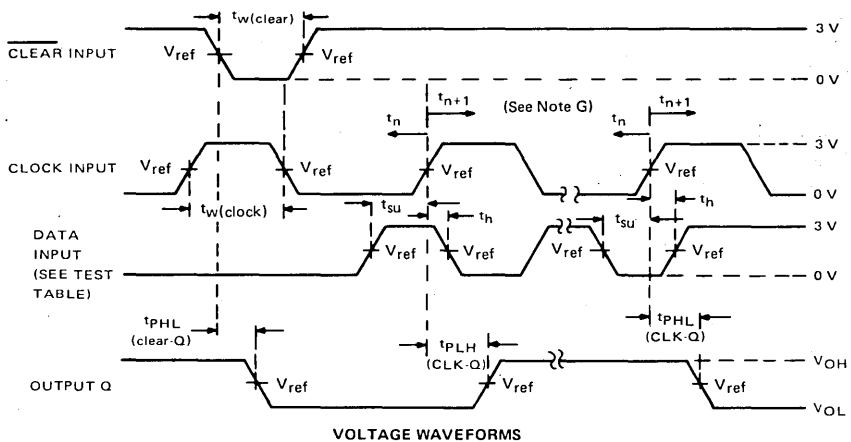 tw(clear)
3 V
CLEAR INPUT
Vref
Vref
0 V
tn
tn+1
(See Note G)
tn
tn+1
3 V
CLOCK INPUT
Vref
Vref
Vref
Vref
0 V
tw(clock)
tsu
th
tsu
th
3 V
DATA
INPUT
(SEE TEST
TABLE)
Vref
Vref
Vref
Vref
0 V
tPHL
(clear-Q)
tPLH
(CLK-Q)
tPHL
(CLK-Q)
VOH
OUTPUT Q
Vref
Vref
Vref
VOL
VOLTAGE WAVEFORMS